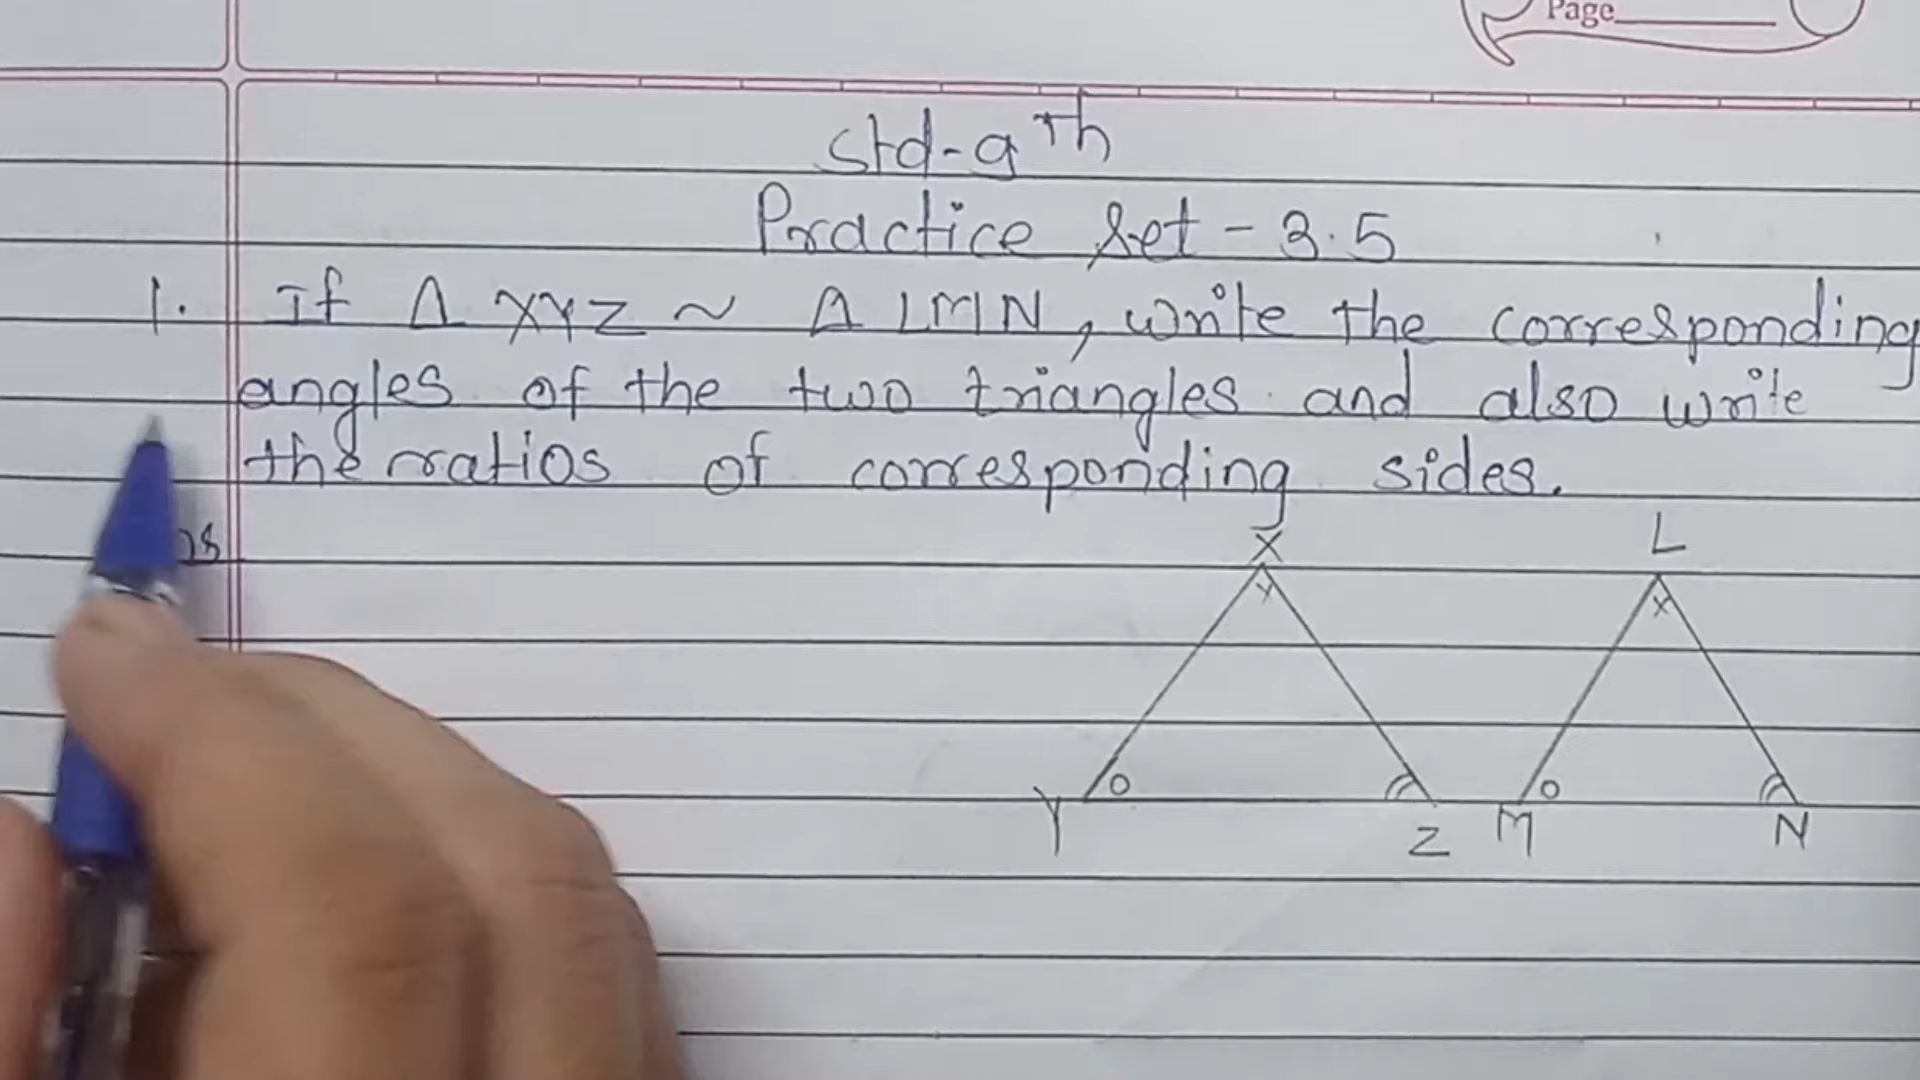 Page
Std-9th
Practice Set - 3.5
1. If Δ XYZ ~ Δ LMN, write the corresponding
angles of the two triangles and also write
the ratios of corresponding sides.
X L
x x
o o
Y Z M N